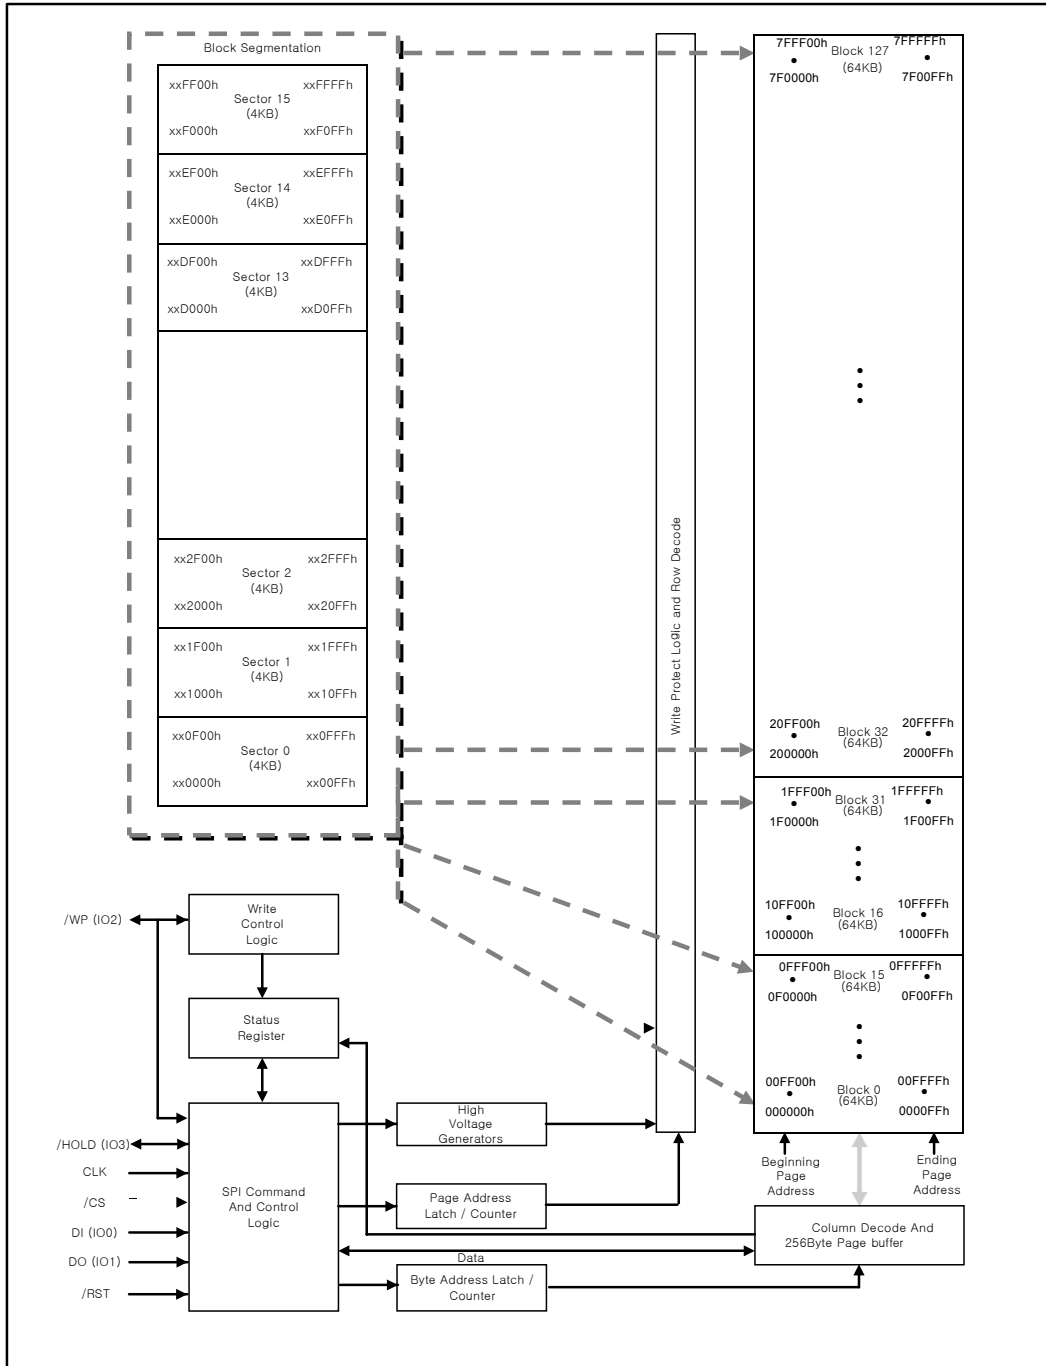 Block Segmentation
xxFF00h xxFFFFh
Sector 15
(4KB)
xxF000h xxF0FFh
xxEF00h xxEFFFh
Sector 14
(4KB)
xxE000h xxE0FFh
xxDF00h xxDFFFh
Sector 13
(4KB)
xxD000h xxD0FFh
xx2F00h xx2FFFh
Sector 2
(4KB)
xx2000h xx20FFh
xx1F00h xx1FFFh
Sector 1
(4KB)
xx1000h xx10FFh
xx0F00h xx0FFFh
Sector 0
(4KB)
xx0000h xx00FFh
Write Protect Logic and Row Decode
7FFF00h Block 127 7FFFFFh
(64KB)
7F0000h 7F00FFh
20FF00h Block 32 20FFFFh
(64KB)
200000h 2000FFh
1FFF00h Block 31 1FFFFFh
(64KB)
1F0000h 1F00FFh
10FF00h Block 16 10FFFFh
(64KB)
100000h 1000FFh
0FFF00h Block 15 0FFFFFh
(64KB)
0F0000h 0F00FFh
00FF00h Block 0 00FFFFh
(64KB)
000000h 0000FFh
Beginning
Page
Address
Ending
Page
Address
/WP (IO2)
Write
Control
Logic
Status
Register
/HOLD (IO3)
CLK
/CS
DI (IO0)
DO (IO1)
/RST
SPI Command
And Control
Logic
High
Voltage
Generators
Page Address
Latch / Counter
Data
Byte Address Latch /
Counter
Column Decode And
256Byte Page buffer